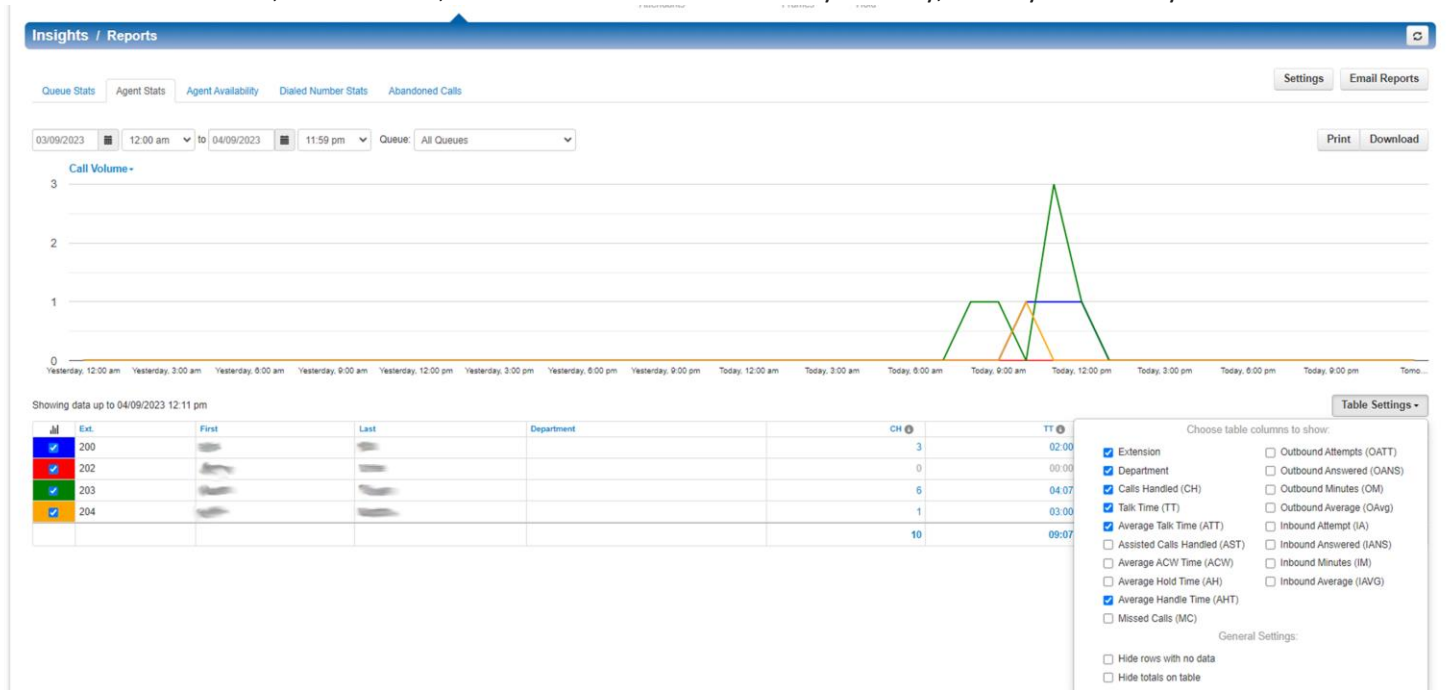 Insights / Reports
Settings Email Reports
Queue Stats Agent Stats Agent Availability Dialed Number Stats Abandoned Calls
03/09/2023 12:00 am to 04/09/2023 11:59 pm Queue: All Queues Print Download
Call Volume
3
2
1
0
Yesterday, 12:00 am Yesterday, 3:00 am Yesterday, 6:00 am Yesterday, 9:00 am Yesterday, 12:00 pm Yesterday, 3:00 pm Yesterday, 6:00 pm Yesterday, 9:00 pm Today, 12:00 am Today, 3:00 am Today, 6:00 am Today, 9:00 am Today, 12:00 pm Today, 3:00 pm Today, 6:00 pm Today, 9:00 pm Tomo...
Showing data up to 04/09/2023 12:11 pm Table Settings
Ext. First Last Department CH TT
200 3 02:00
202 0 00:00
203 6 04:07
204 1 03:00
10 09:07
Choose table columns to show:
Extension Outbound Attempts (OATT)
Department Outbound Answered (OANS)
Calls Handled (CH) Outbound Minutes (OM)
Talk Time (TT) Outbound Average (OAvg)
Average Talk Time (ATT) Inbound Attempt (IA)
Assisted Calls Handled (AST) Inbound Answered (IANS)
Average ACW Time (ACW) Inbound Minutes (IM)
Average Hold Time (AH) Inbound Average (IAVG)
Average Handle Time (AHT)
Missed Calls (MC)
General Settings:
Hide rows with no data
Hide totals on table